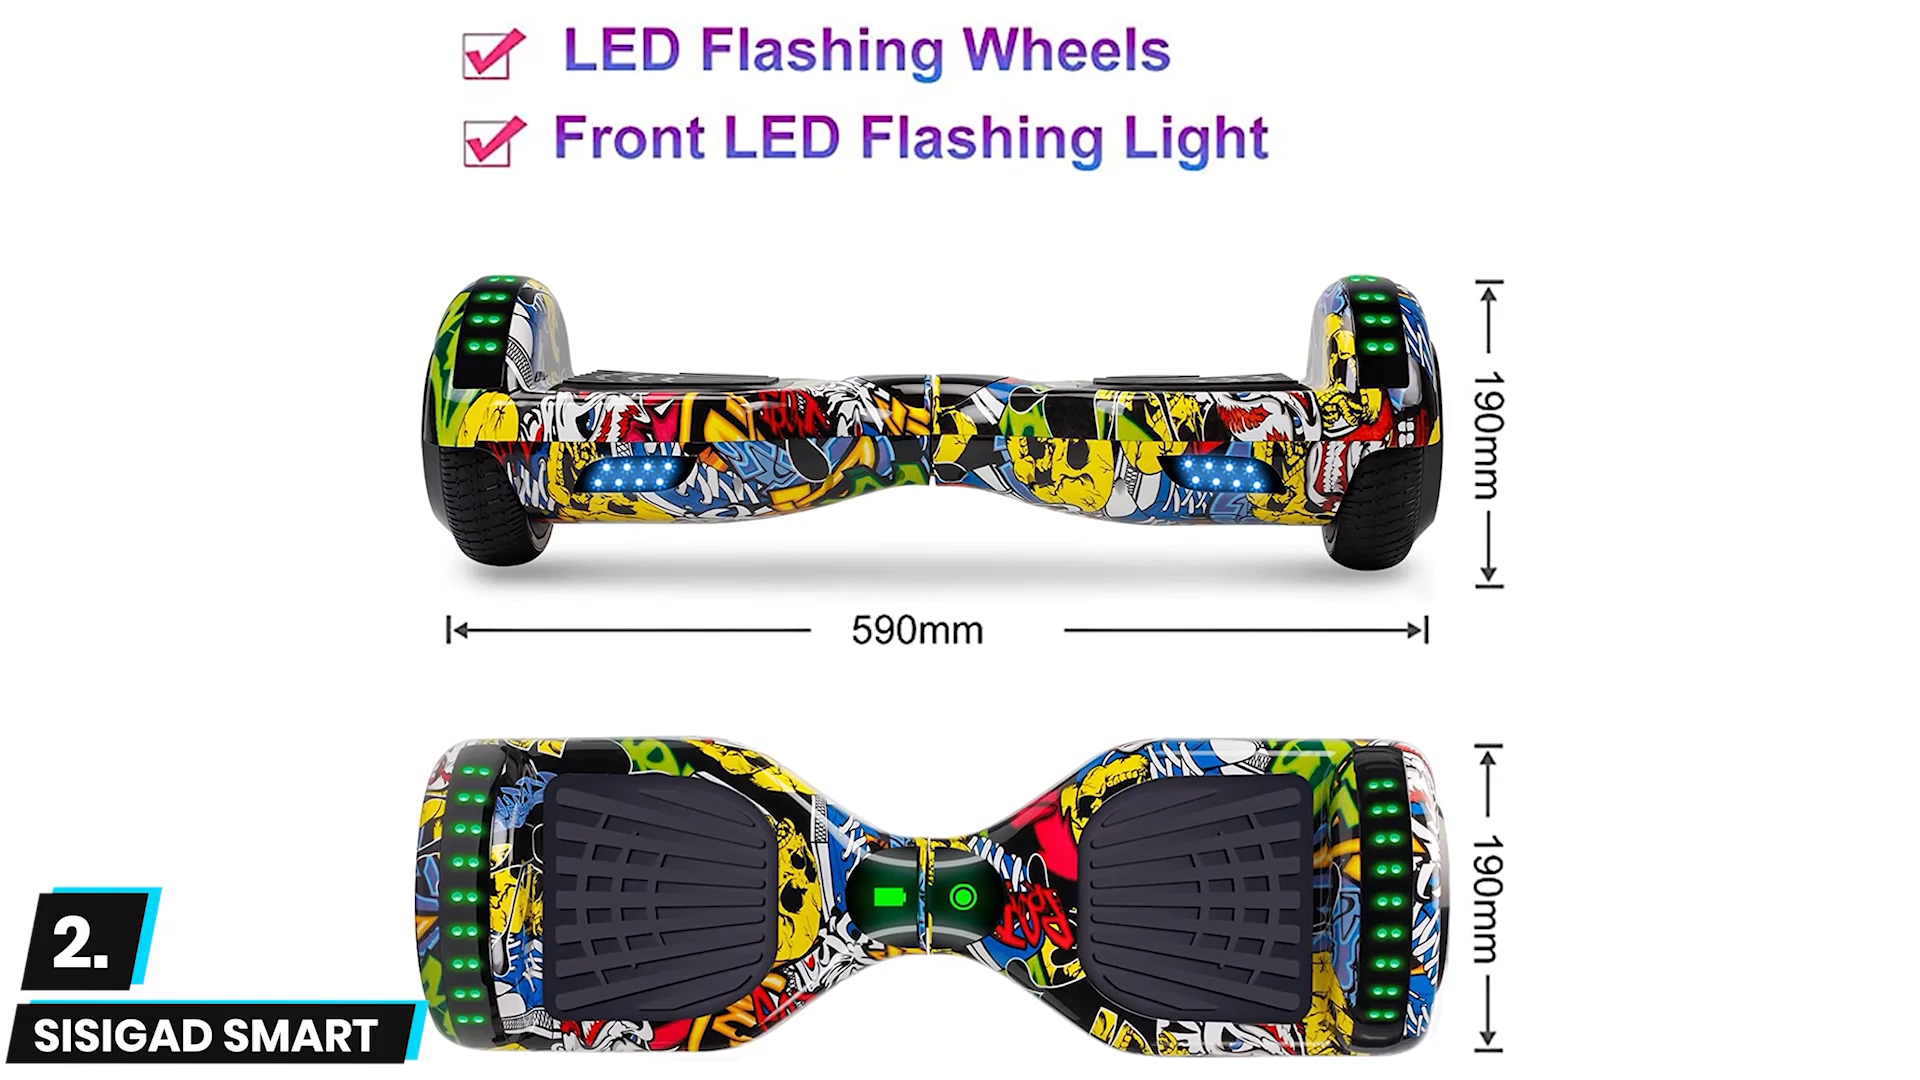 LED Flashing Wheels
Front LED Flashing Light
190mm
590mm
190mm
2.
SISIGAD SMART